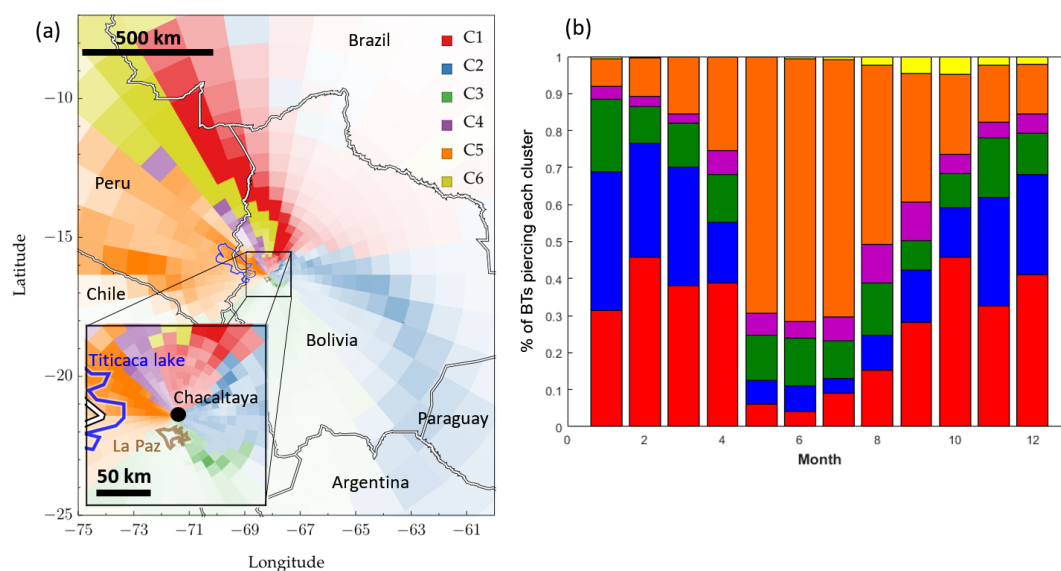 (a)
500 km
Brazil
C1
C2
C3
C4
C5
C6
Peru
Chile
Bolivia
Paraguay
Argentina
Titicaca lake
Chacaltaya
La Paz
50 km
−10
−15
−20
−25
Latitude
−75 −73 −71 −69 −67 −65 −63 −61
Longitude
(b)
1
0.9
0.8
0.7
0.6
0.5
0.4
0.3
0.2
0.1
0
% of BTs piercing each cluster
0 2 4 6 8 10 12
Month